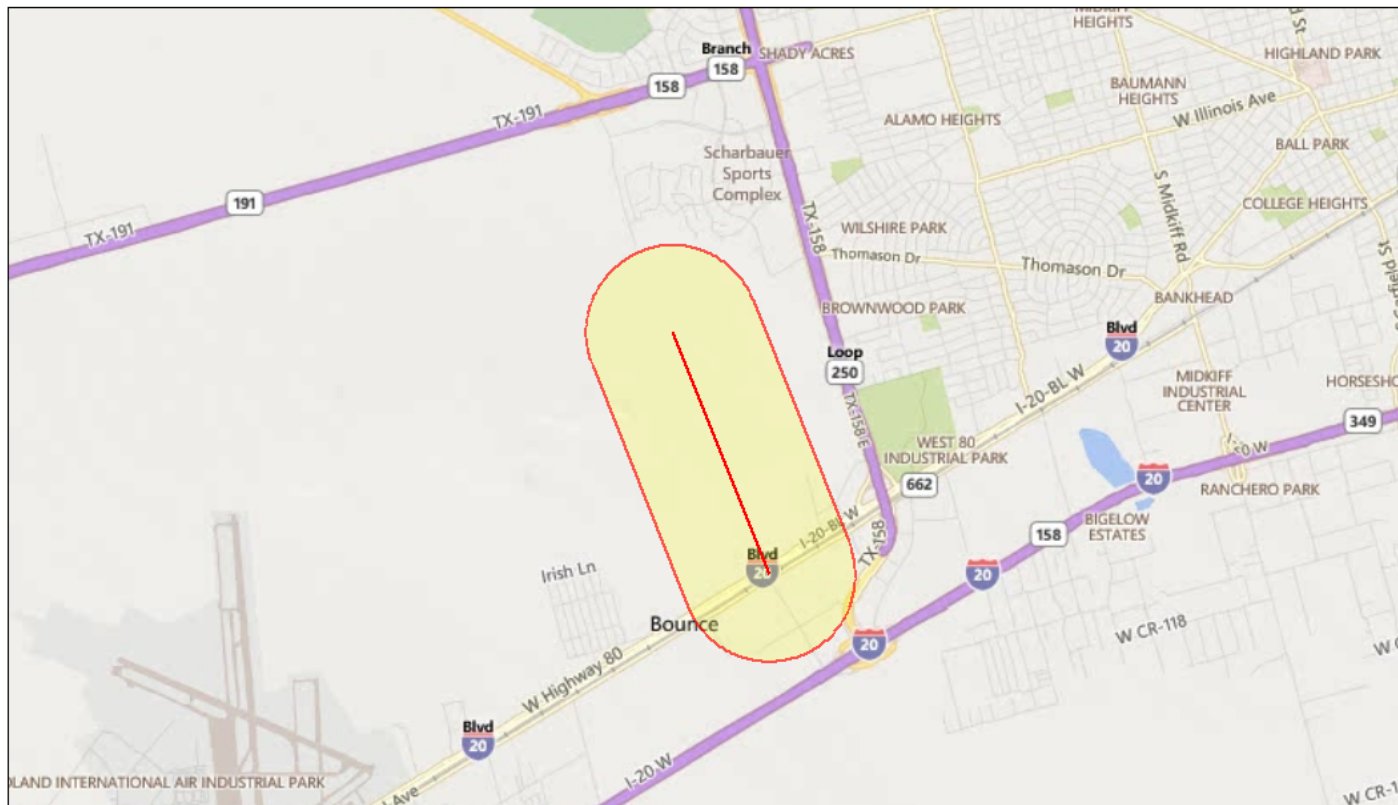 MIDKIFF
HEIGHTS
Branch
SHADY ACRES
158
158
HIGHLAND PARK
BAUMANN
HEIGHTS
W Illinois Ave
TX-191
ALAMO HEIGHTS
BALL PARK
Scharbauer
Sports
Complex
S Midkiff Rd
191
COLLEGE HEIGHTS
TX-191
TX-158
WILSHIRE PARK
Thomason Dr
Thomason Dr
BANKHEAD
BROWNWOOD PARK
Blvd
20
Loop
250
MIDKIFF
INDUSTRIAL
CENTER
HORSESHO
I-20-BL W
349
TX-158 E
WEST 80
INDUSTRIAL PARK
20
662
RANCHERO PARK
BIGELOW
ESTATES
158
I-20-BL W
TX-158
Blvd
20
20
Irish Ln
Bounce
W CR-118
20
W Highway 80
Blvd
20
I-20 W
DLAND INTERNATIONAL AIR INDUSTRIAL PARK
Ave
W CR-1